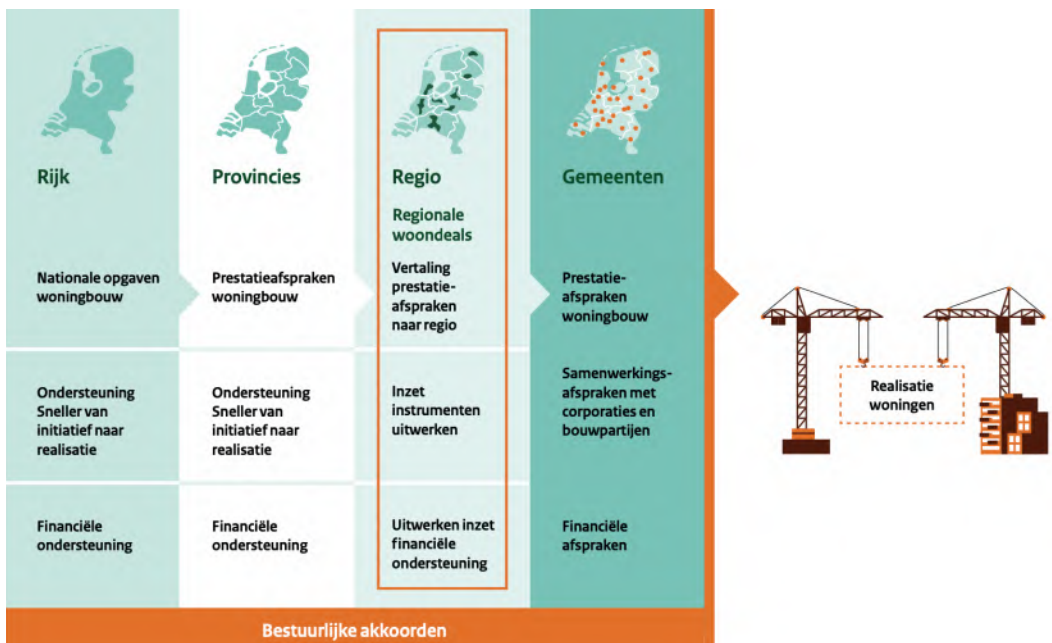 Rijk
Provincies
Regio
Gemeenten
Regionale
woondeals
Nationale opgaven
woningbouw
Prestatieafspraken
woningbouw
Vertaling
prestatie-
afspraken
naar regio
Prestatie-
afspraken
woningbouw
Ondersteuning
Sneller van
initiatief naar
realisatie
Ondersteuning
Sneller van
initiatief naar
realisatie
Inzet
instrumenten
uitwerken
Samenwerkings-
afspraken met
corporaties en
bouwpartijen
Financiële
ondersteuning
Financiële
ondersteuning
Uitwerken inzet
financiële
ondersteuning
Financiële
afspraken
Bestuurlijke akkoorden
Realisatie
woningen